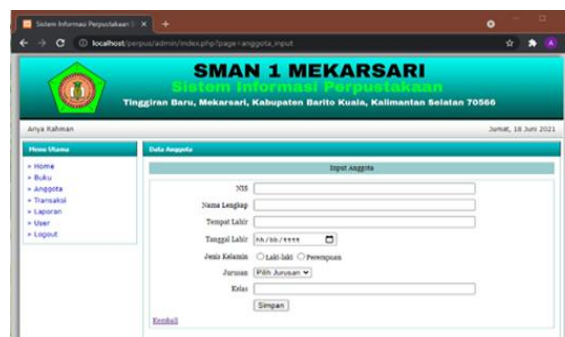 Sistem Informasi Perpustakaan
localhost/perpus/admin/index.php?page=anggota_input
A
SMAN 1 MEKARSARI
Sistem Informasi Perpustakaan
Tinggiran Baru, Mekarsari, Kabupaten Barito Kuala, Kalimantan Selatan 70566
Arya Rahman
Jumat, 18 Juni 2021
Menu Utama
» Home
» Buku
» Anggota
» Transaksi
» Laporan
» User
» Logout
Data Anggota
Input Anggota
NIS
Nama Lengkap
Tempat Lahir
Tanggal Lahir hh/bb/tttt
Jenis Kelamin Laki-laki Perempuan
Jurusan Pilih Jurusan
Kelas
Simpan
Kembali